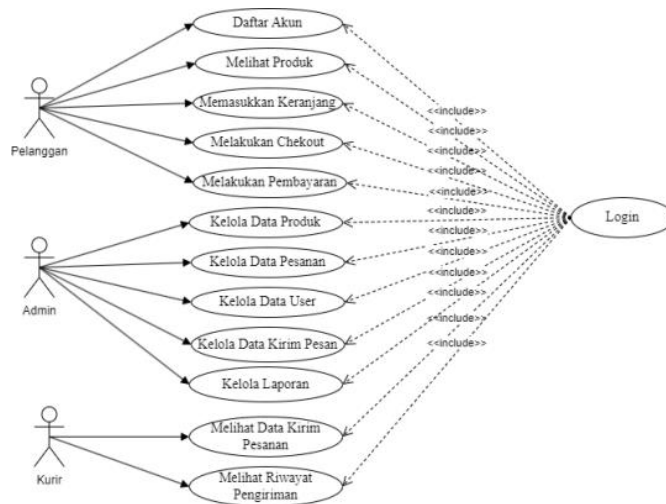 Daftar Akun
Melihat Produk
Memasukkan Keranjang
Melakukan Chekout
Melakukan Pembayaran
Pelanggan
Kelola Data Produk
Kelola Data Pesanan
Kelola Data User
Kelola Data Kirim Pesan
Kelola Laporan
Admin
Melihat Data Kirim
Pesanan
Melihat Riwayat
Pengiriman
Kurir
<<include>>
<<include>>
<<include>>
<<include>>
<<include>>
<<include>>
<<include>>
<<include>>
<<include>>
<<include>>
<<include>>
Login